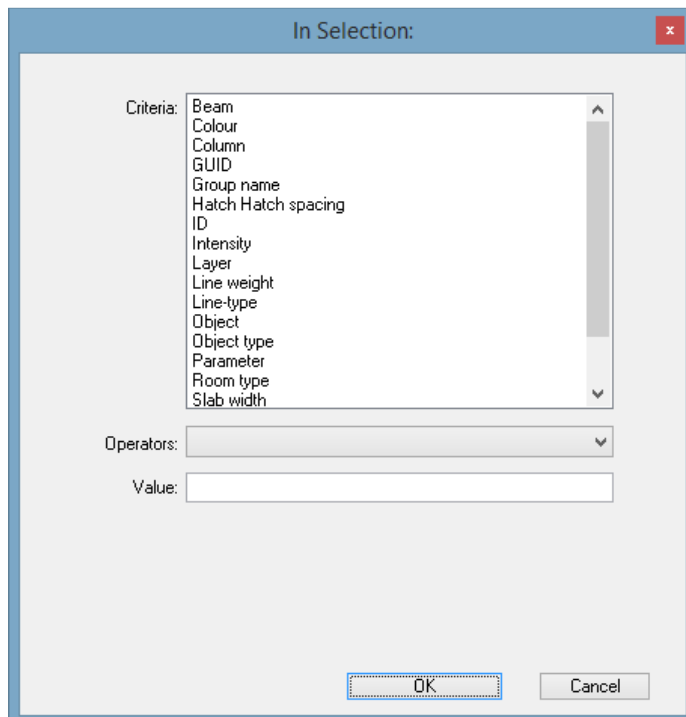 In Selection:
x
Criteria:
Beam
Colour
Column
GUID
Group name
Hatch Hatch spacing
ID
Intensity
Layer
Line weight
Line-type
Object
Object type
Parameter
Room type
Slab width
Operators:
Value:
OK
Cancel